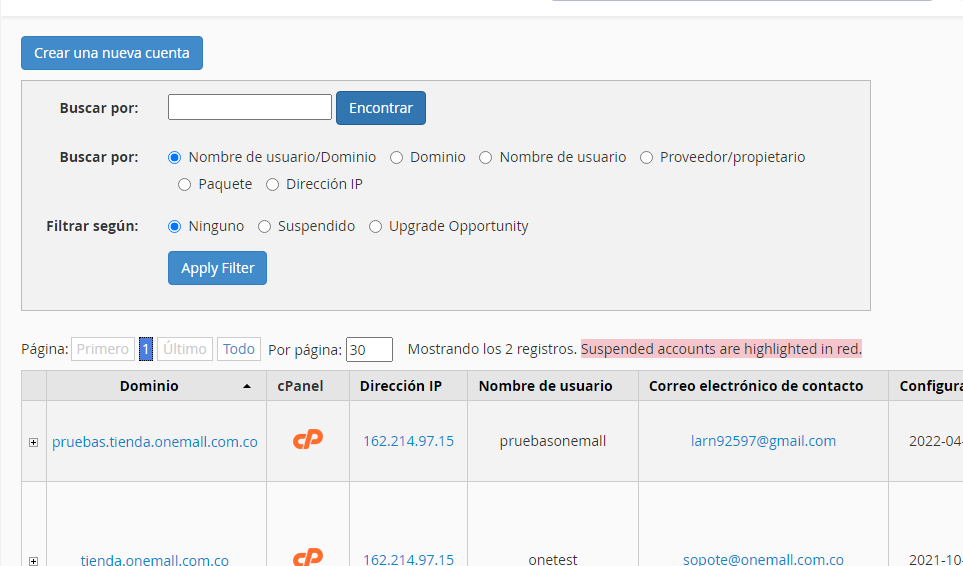 Crear una nueva cuenta
Buscar por: Encontrar
Buscar por: Nombre de usuario/Dominio Dominio Nombre de usuario Proveedor/propietario
Paquete Dirección IP
Filtrar según: Ninguno Suspendido Upgrade Opportunity
Apply Filter
Página: Primero 1 Último Todo Por página: 30 Mostrando los 2 registros. Suspended accounts are highlighted in red.
Dominio cPanel Dirección IP Nombre de usuario Correo electrónico de contacto Configura
pruebas.tienda.onemall.com.co cP 162.214.97.15 pruebasonemall larn92597@gmail.com 2022-04-
tienda.onemall.com.co cP 162.214.97.15 onetest sopote@onemall.com.co 2021-10-